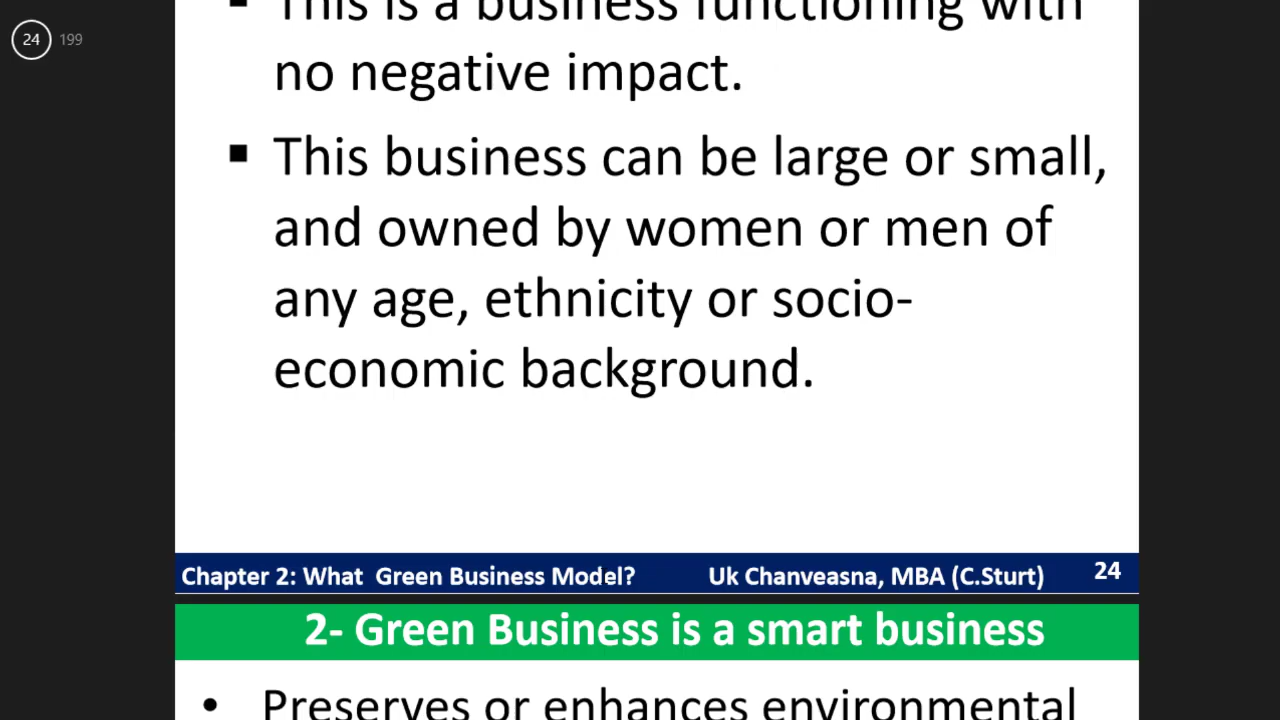 24 199
▪ This is a business functioning with
no negative impact.
▪ This business can be large or small,
and owned by women or men of
any age, ethnicity or socio-
economic background.
Chapter 2: What Green Business Model? Uk Chanveasna, MBA (C.Sturt) 24
2- Green Business is a smart business
• Preserves or enhances environmental